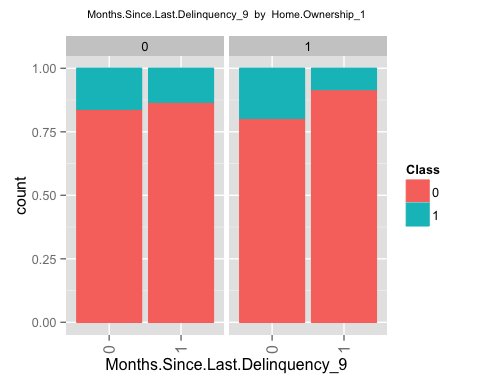 Months.Since.Last.Delinquency_9 by Home.Ownership_1
0 1
1.00
0.75
0.50
0.25
0.00
count
0 1 0 1
Months.Since.Last.Delinquency_9
Class
0
1